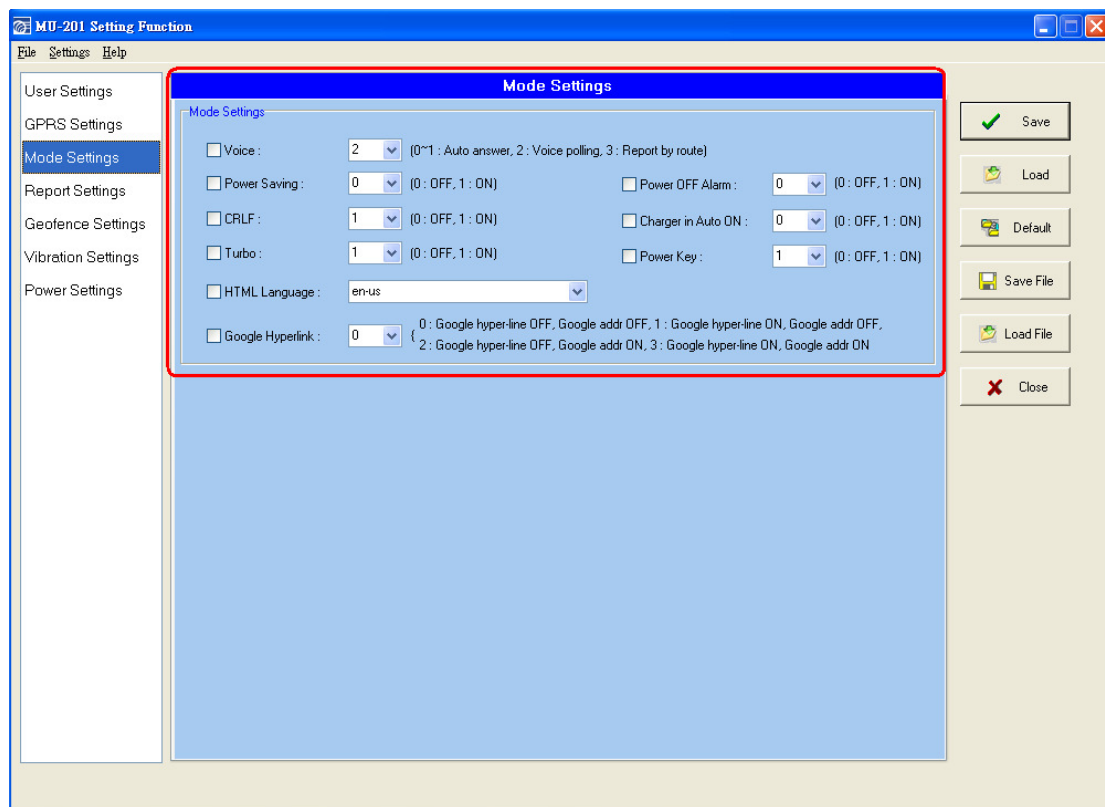 MU-201 Setting Function
File Settings Help
User Settings
GPRS Settings
Mode Settings
Report Settings
Geofence Settings
Vibration Settings
Power Settings
Mode Settings
Mode Settings
Voice : 2 (0~1 : Auto answer, 2 : Voice polling, 3 : Report by route)
Power Saving : 0 (0 : OFF, 1 : ON) Power OFF Alarm : 0 (0 : OFF, 1 : ON)
CRLF : 1 (0 : OFF, 1 : ON) Charger in Auto ON : 0 (0 : OFF, 1 : ON)
Turbo : 1 (0 : OFF, 1 : ON) Power Key : 1 (0 : OFF, 1 : ON)
HTML Language : en-us
Google Hyperlink : 0 { 0 : Google hyper-line OFF, Google addr OFF, 1 : Google hyper-line ON, Google addr OFF,
2 : Google hyper-line OFF, Google addr ON, 3 : Google hyper-line ON, Google addr ON
Save
Load
Default
Save File
Load File
Close